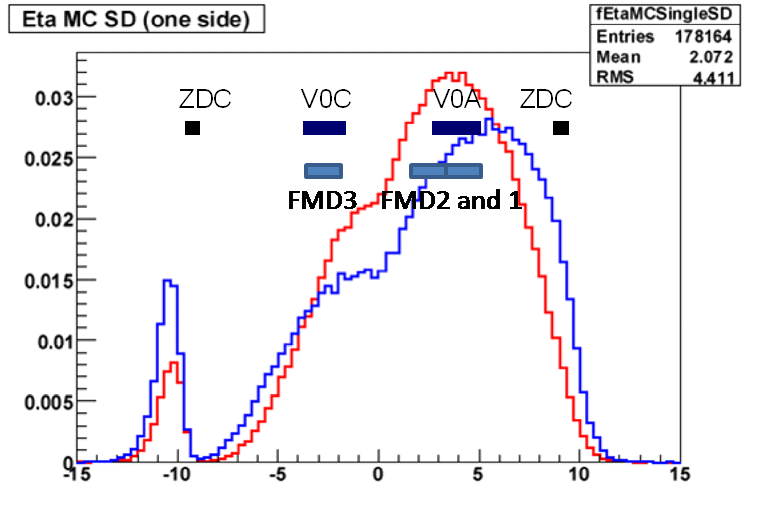 Eta MC SD (one side)
fEtaMCSingleSD
Entries 178164
Mean 2.072
RMS 4.411
ZDC V0C V0A ZDC
FMD3 FMD2 and 1
0.03
0.025
0.02
0.015
0.01
0.005
0
-15 -10 -5 0 5 10 15